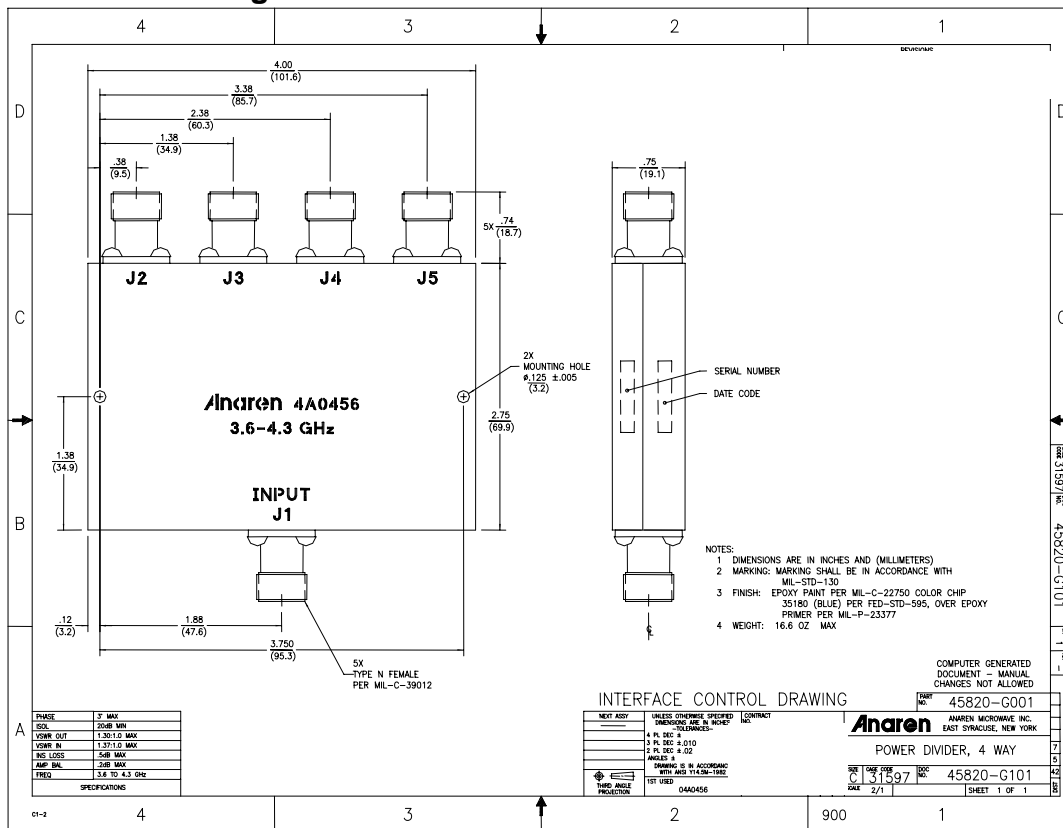 4 3 2 1
REVISIONS
D
4.00
(101.6)
3.38
(85.7)
2.38
(60.3)
1.38
(34.9)
.38
(9.5)
.75
(19.1)
5X .74
(18.7)
J2 J3 J4 J5
C
2X
MOUNTING HOLE
ø.125 ±.005
(3.2)
SERIAL NUMBER
DATE CODE
Anaren 4A0456
3.6-4.3 GHz
2.75
(69.9)
1.38
(34.9)
INPUT
J1
B
NOTES:
1 DIMENSIONS ARE IN INCHES AND (MILLIMETERS)
2 MARKING: MARKING SHALL BE IN ACCORDANCE WITH
MIL-STD-130
3 FINISH: EPOXY PAINT PER MIL-C-22750 COLOR CHIP
35180 (BLUE) PER FED-STD-595, OVER EPOXY
PRIMER PER MIL-P-23377
4 WEIGHT: 16.6 OZ MAX
.12
(3.2)
1.88
(47.6)
3.750
(95.3)
5X
TYPE N FEMALE
PER MIL-C-39012
31597 45820-G101
COMPUTER GENERATED
DOCUMENT - MANUAL
CHANGES NOT ALLOWED
INTERFACE CONTROL DRAWING
PART NO. 45820-G001
A
PHASE 3° MAX
ISOL 20dB MIN
VSWR OUT 1.30:1.0 MAX
VSWR IN 1.37:1.0 MAX
INS LOSS .5dB MAX
AMP BAL .2dB MAX
FREQ 3.6 TO 4.3 GHz
SPECIFICATIONS
NEXT ASSY
UNLESS OTHERWISE SPECIFIED
DIMENSIONS ARE IN INCHES
-TOLERANCES-
4 PL DEC ±
3 PL DEC ±.010
2 PL DEC ±.02
ANGLES ±
DRAWING IS IN ACCORDANC
WITH ANSI Y14.5M-1982
1ST USED
04A0456
THIRD ANGLE
PROJECTION
CONTRACT
NO.
Anaren
ANAREN MICROWAVE INC.
EAST SYRACUSE, NEW YORK
POWER DIVIDER, 4 WAY
SIZE C
CAGE CODE 31597
DOC NO. 45820-G101
SCALE 2/1
SHEET 1 OF 1
C1-2
4 3 2 900 1